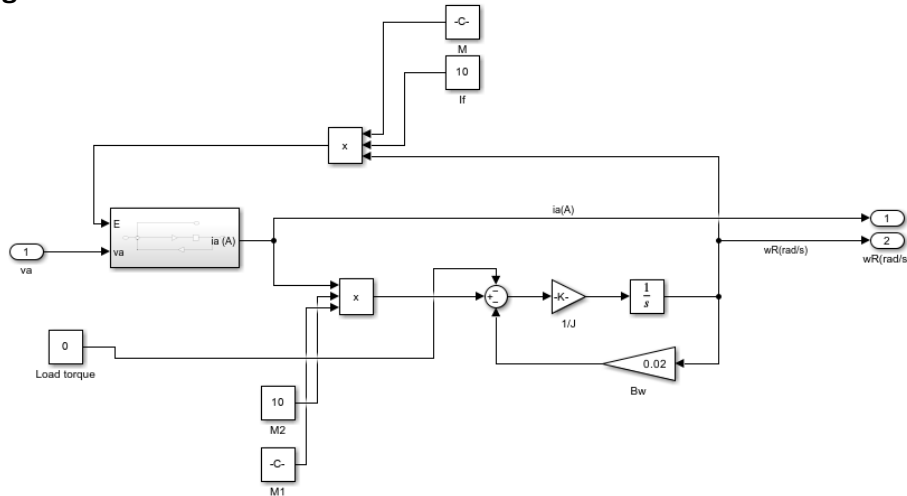 -C-
M
10
If
x
E
va
ia (A)
1
va
ia(A)
1
2
wR(rad/s)
wR(rad/s
x
+
−
−
-K-
1/J
1
s
0
Load torque
0.02
Bw
10
M2
-C-
M1